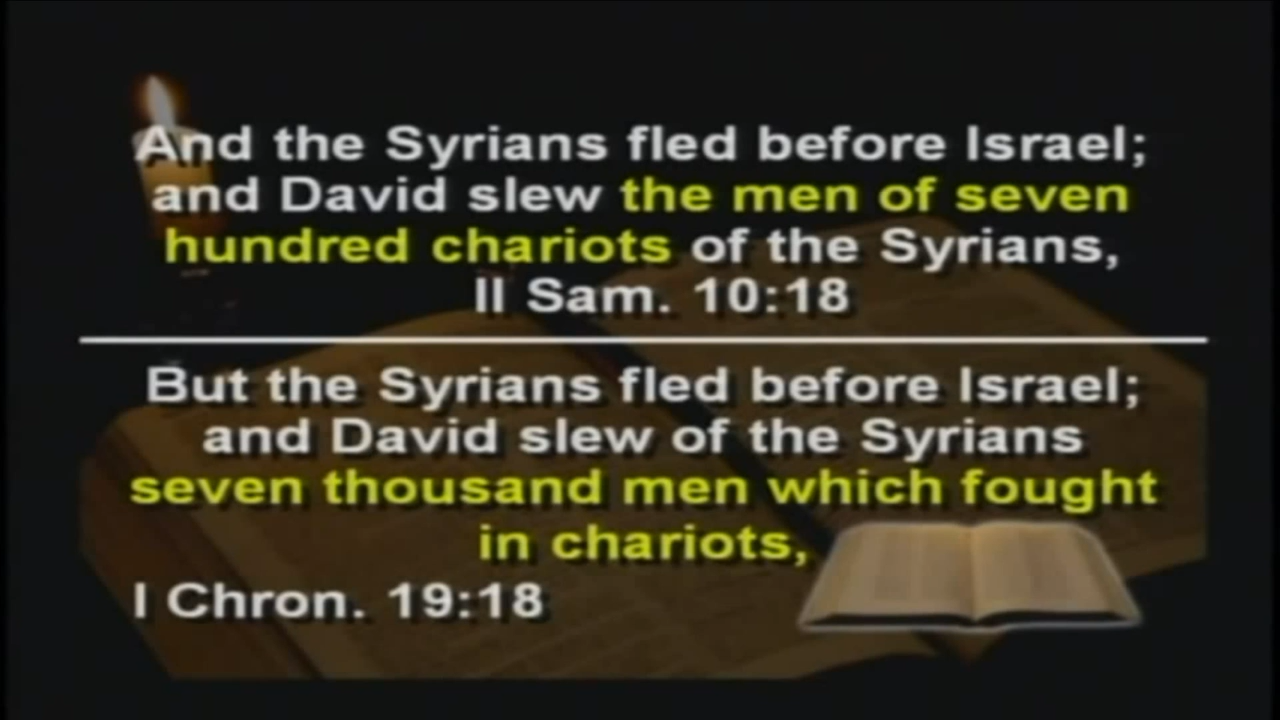 And the Syrians fled before Israel;
and David slew the men of seven
hundred chariots of the Syrians,
II Sam. 10:18
But the Syrians fled before Israel;
and David slew of the Syrians
seven thousand men which fought
in chariots,
I Chron. 19:18